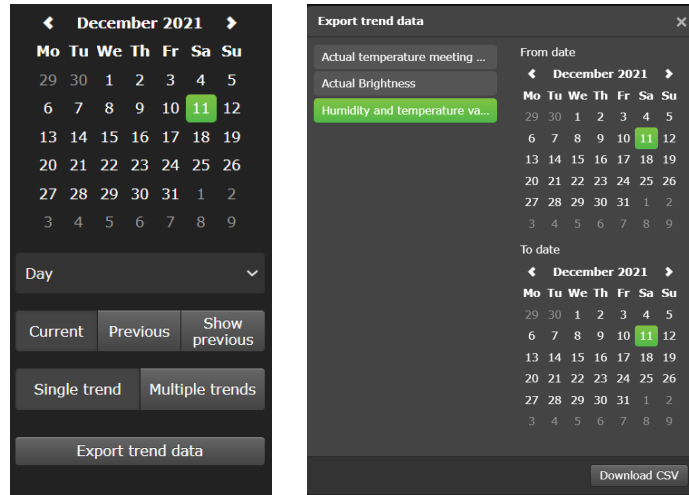 December 2021
Mo Tu We Th Fr Sa Su
29 30 1 2 3 4 5
6 7 8 9 10 11 12
13 14 15 16 17 18 19
20 21 22 23 24 25 26
27 28 29 30 31 1 2
3 4 5 6 7 8 9
Day
Current Previous Show
previous
Single trend Multiple trends
Export trend data
Export trend data
Actual temperature meeting ...
Actual Brightness
Humidity and temperature va...
From date
December 2021
Mo Tu We Th Fr Sa Su
29 30 1 2 3 4 5
6 7 8 9 10 11 12
13 14 15 16 17 18 19
20 21 22 23 24 25 26
27 28 29 30 31 1 2
3 4 5 6 7 8 9
To date
December 2021
Mo Tu We Th Fr Sa Su
29 30 1 2 3 4 5
6 7 8 9 10 11 12
13 14 15 16 17 18 19
20 21 22 23 24 25 26
27 28 29 30 31 1 2
3 4 5 6 7 8 9
Download CSV